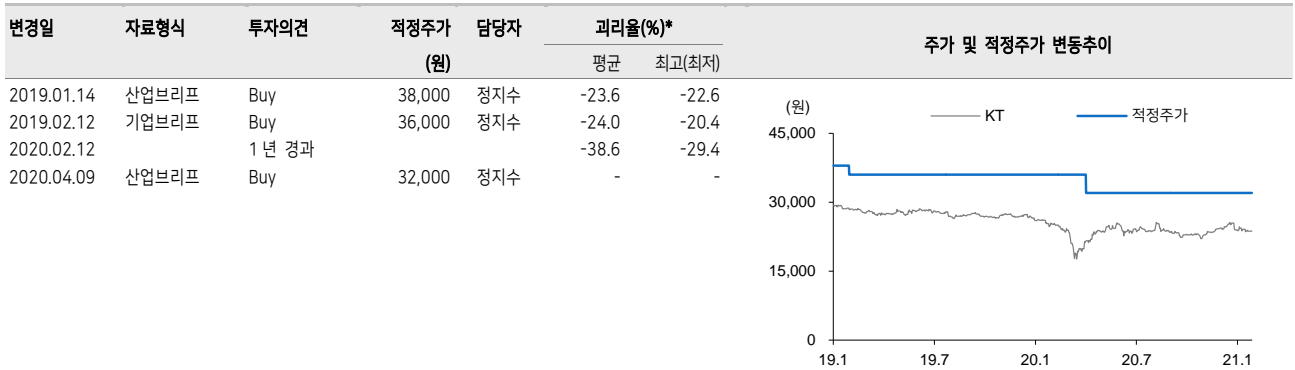 변경일 자료형식 투자의견 적정주가 담당자 괴리율(%)* 주가 및 적정주가 변동추이
(원) 평균 최고(최저)
2019.01.14 산업브리프 Buy 38,000 정지수 -23.6 -22.6
2019.02.12 기업브리프 Buy 36,000 정지수 -24.0 -20.4
2020.02.12 1년 경과 -38.6 -29.4
2020.04.09 산업브리프 Buy 32,000 정지수 - -
(원) KT 적정주가
45,000
30,000
15,000
0
19.1 19.7 20.1 20.7 21.1